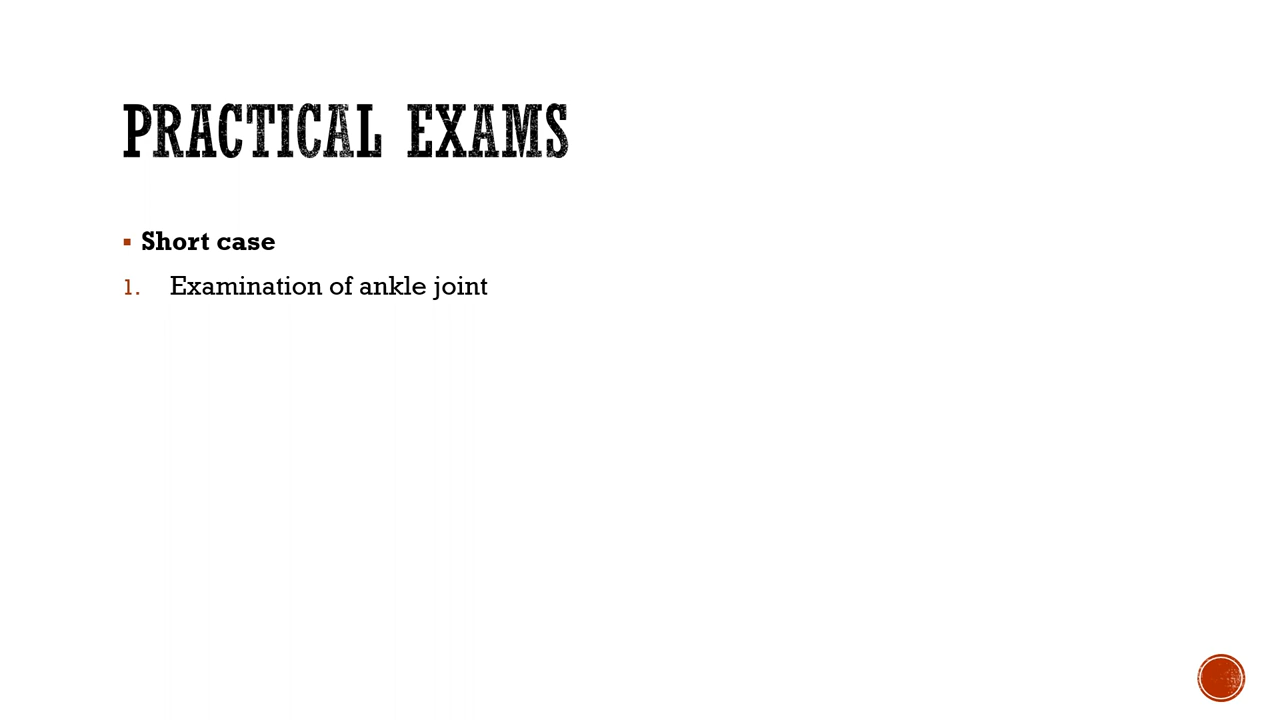 PRACTICAL EXAMS
▪ Short case
1. Examination of ankle joint